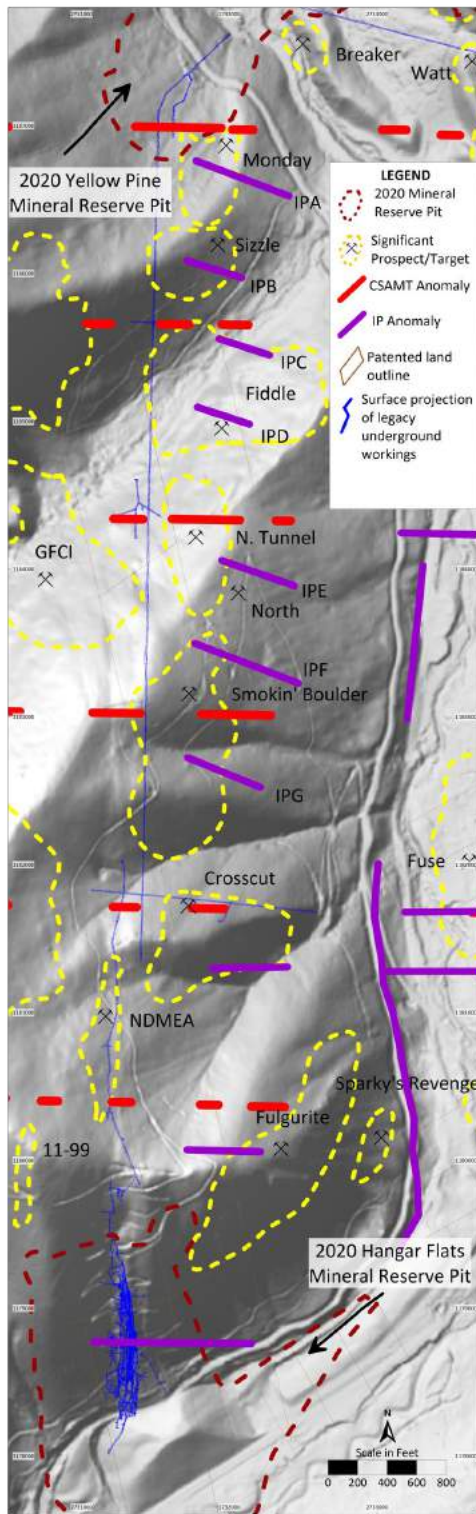 Breaker
Watt
Monday
2020 Yellow Pine
Mineral Reserve Pit
IPA
Sizzle
IPB
IPC
Fiddle
IPD
LEGEND
2020 Mineral
Reserve Pit
Significant
Prospect/Target
CSAMT Anomaly
IP Anomaly
Patented land
outline
Surface projection
of legacy
underground
workings
GFCI
N. Tunnel
IPE
North
IPF
Smokin' Boulder
IPG
Crosscut
Fuse
NDMEA
Sparky's Revenge
Fulgurite
11-99
2020 Hangar Flats
Mineral Reserve Pit
N
Scale in Feet
0 200 400 600 800